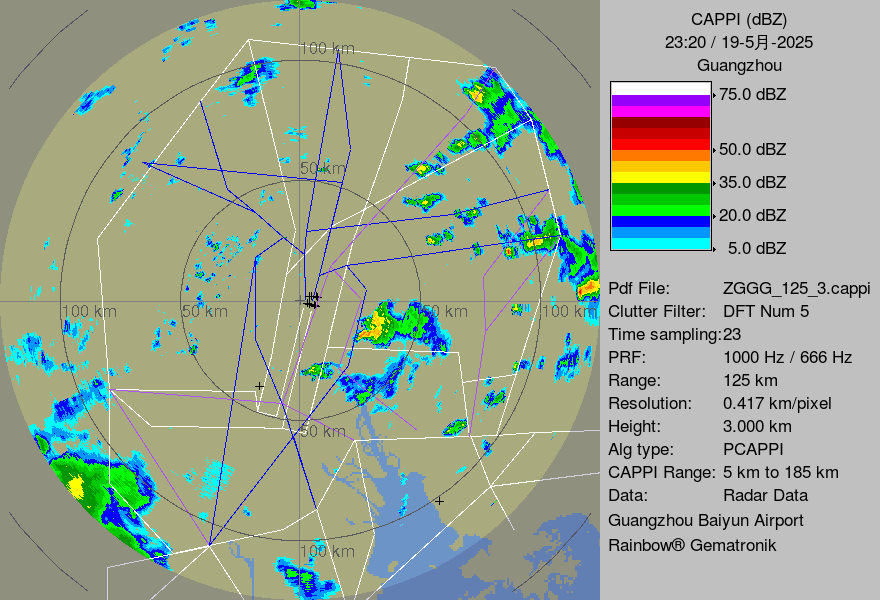 CAPPI (dBZ)
23:20 / 19-5月-2025
Guangzhou
75.0 dBZ
50.0 dBZ
35.0 dBZ
20.0 dBZ
5.0 dBZ
Pdf File: ZGGG_125_3.cappi
Clutter Filter: DFT Num 5
Time sampling:23
PRF: 1000 Hz / 666 Hz
Range: 125 km
Resolution: 0.417 km/pixel
Height: 3.000 km
Alg type: PCAPPI
CAPPI Range: 5 km to 185 km
Data: Radar Data
Guangzhou Baiyun Airport
Rainbow® Gematronik
100 km
50 km
100 km
50 km
50 km
100 km
50 km
100 km